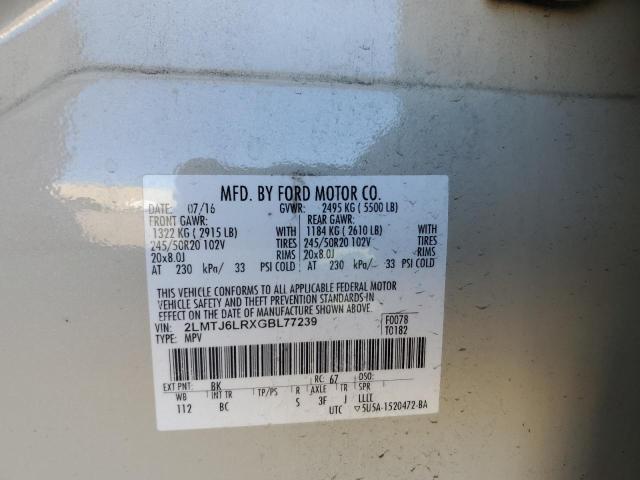 MFD. BY FORD MOTOR CO.
DATE: 07/16 GVWR: 2495 KG ( 5500 LB)
FRONT GAWR: REAR GAWR:
1322 KG ( 2915 LB) 1184 KG ( 2610 LB)
245/50R20 102V TIRES 245/50R20 102V TIRES
20x8.0J RIMS 20x8.0J RIMS
AT 230 kPa/ 33 PSI COLD AT 230 kPa/ 33 PSI COLD
THIS VEHICLE CONFORMS TO ALL APPLICABLE FEDERAL MOTOR
VEHICLE SAFETY AND THEFT PREVENTION STANDARDS IN
EFFECT ON THE DATE OF MANUFACTURE SHOWN ABOVE.
VIN: 2LMTJ6LRXGBL77239 F0078
TYPE: MPV T0182
EXT PNT: BK RC: 67 DSO:
WB INT TR TP/PS R AXLE TR SPR
112 BC S 3F J LLLL
UTC ▽5U5A-1520472-BA